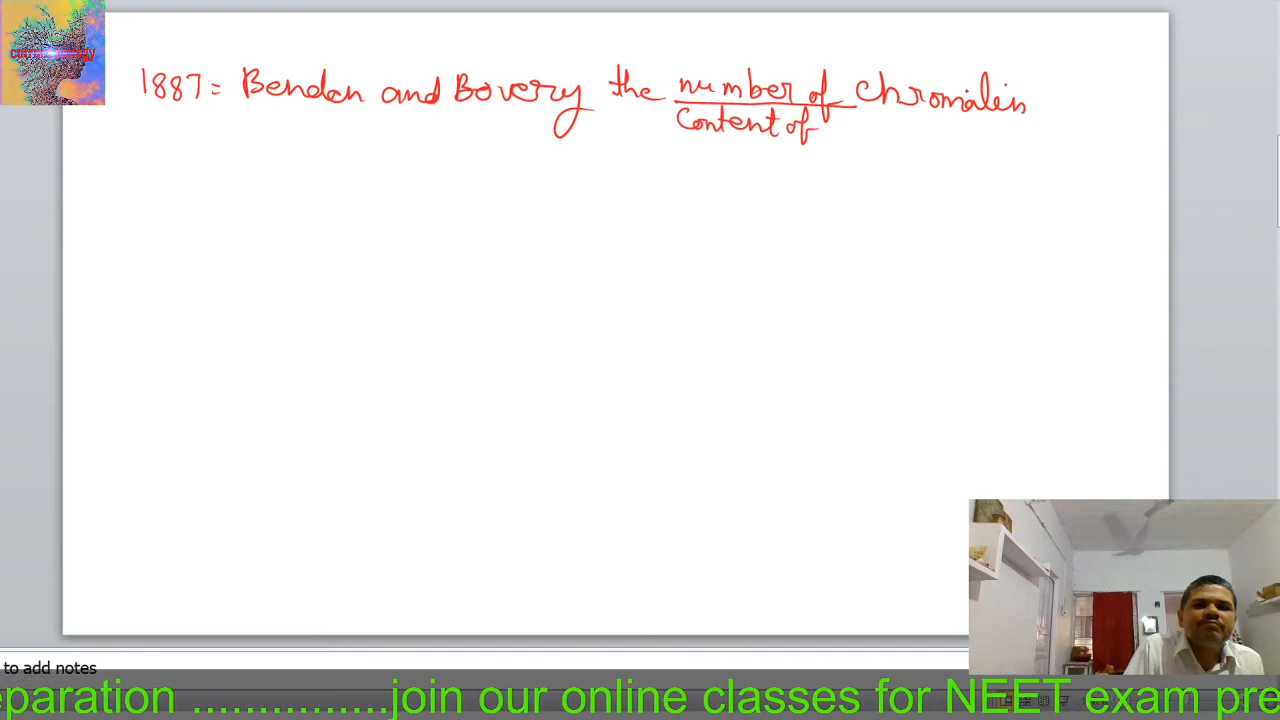 1887= Bendan and Bovery the number of chromatin
content of
to add notes
eparation .................join our online classes for NEET exam pre